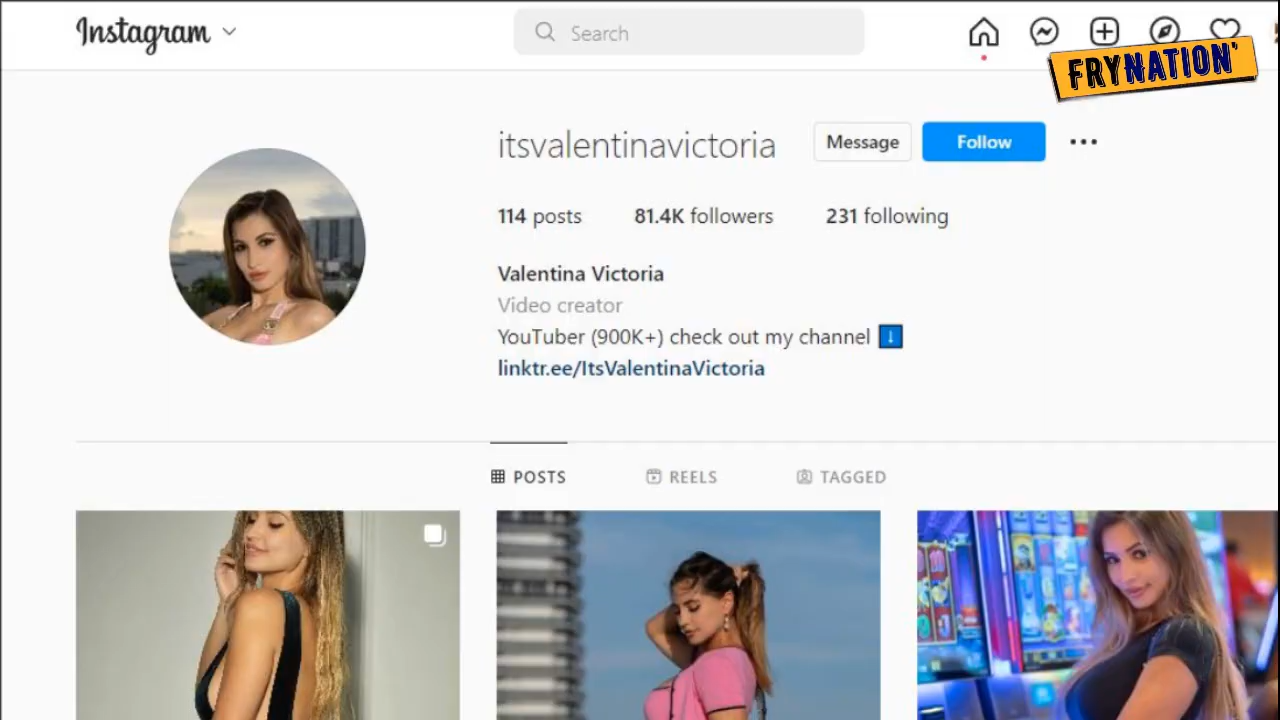 Instagram
Search
FRYNATION'
itsvalentinavictoria
Message
Follow
114 posts
81.4K followers
231 following
Valentina Victoria
Video creator
YouTuber (900K+) check out my channel
linktr.ee/ItsValentinaVictoria
POSTS
REELS
TAGGED